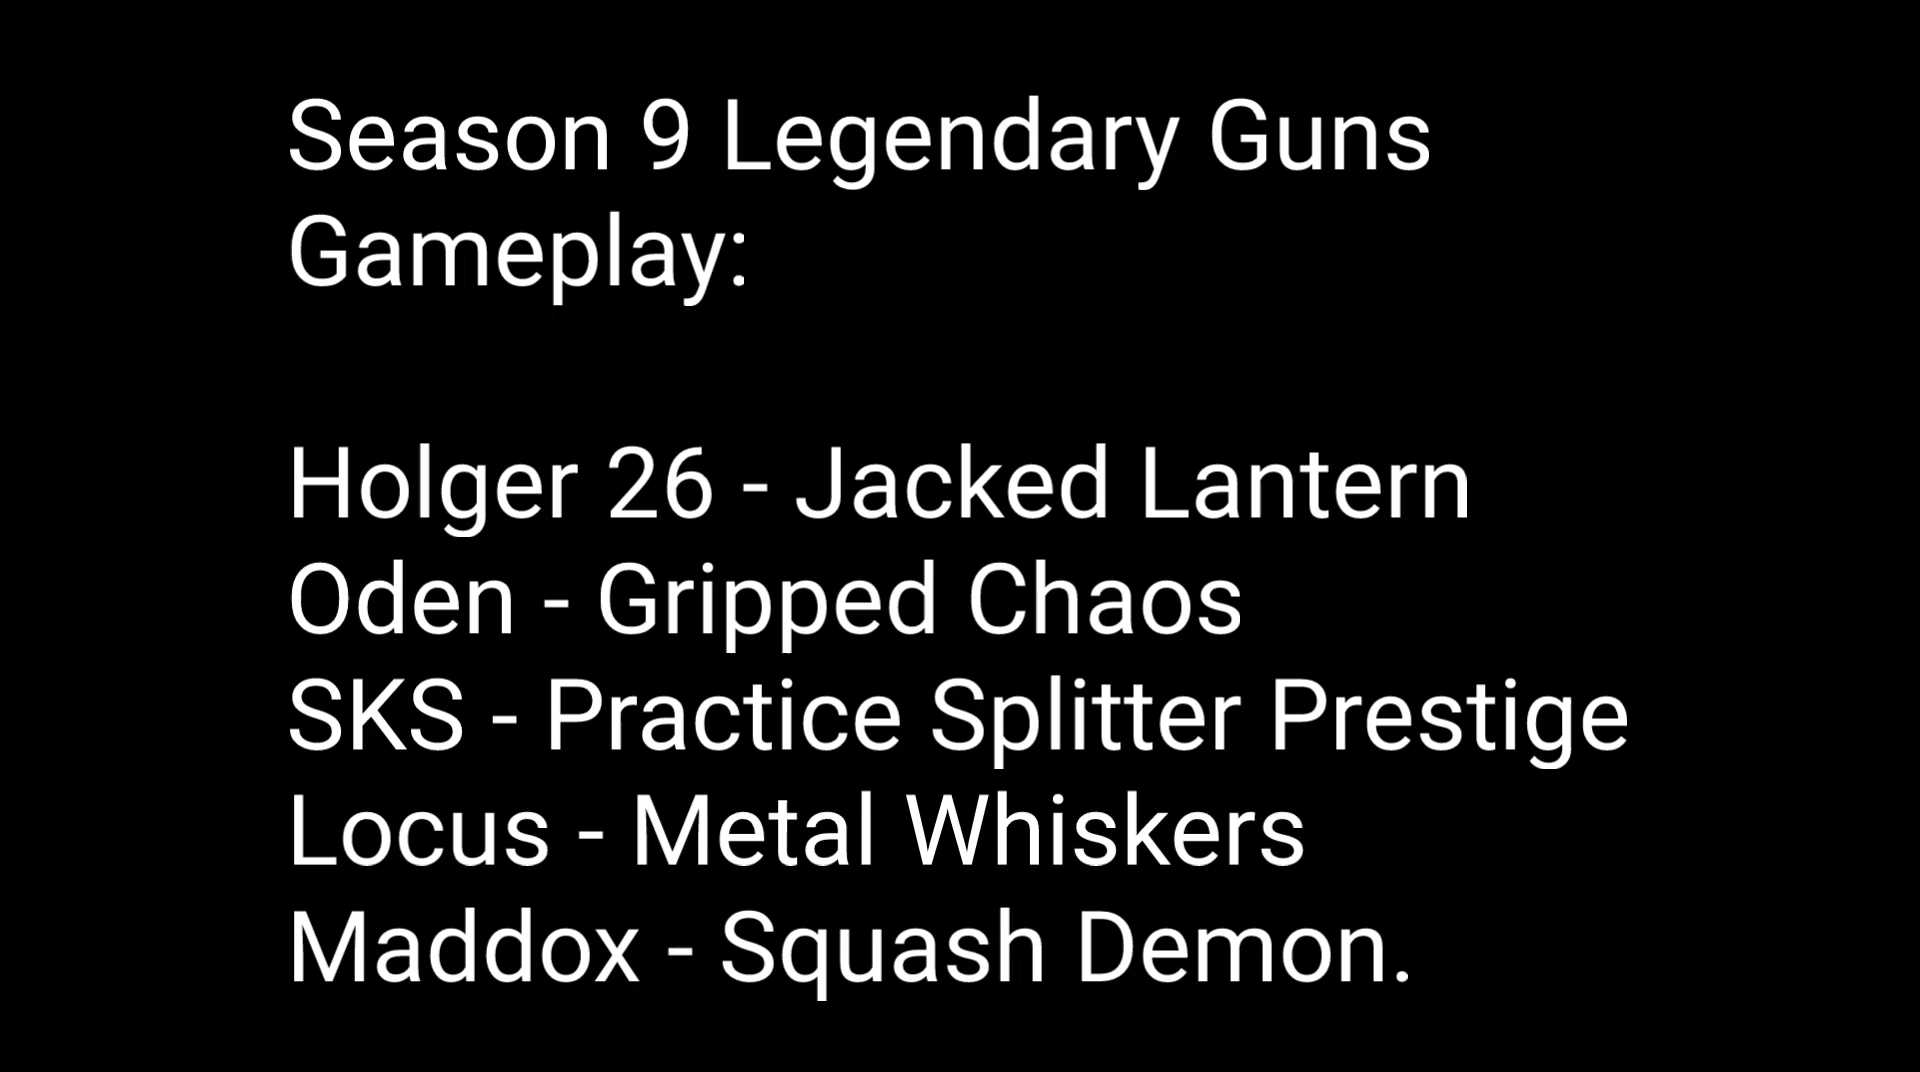 Season 9 Legendary Guns
Gameplay:
Holger 26 - Jacked Lantern
Oden - Gripped Chaos
SKS - Practice Splitter Prestige
Locus - Metal Whiskers
Maddox - Squash Demon.